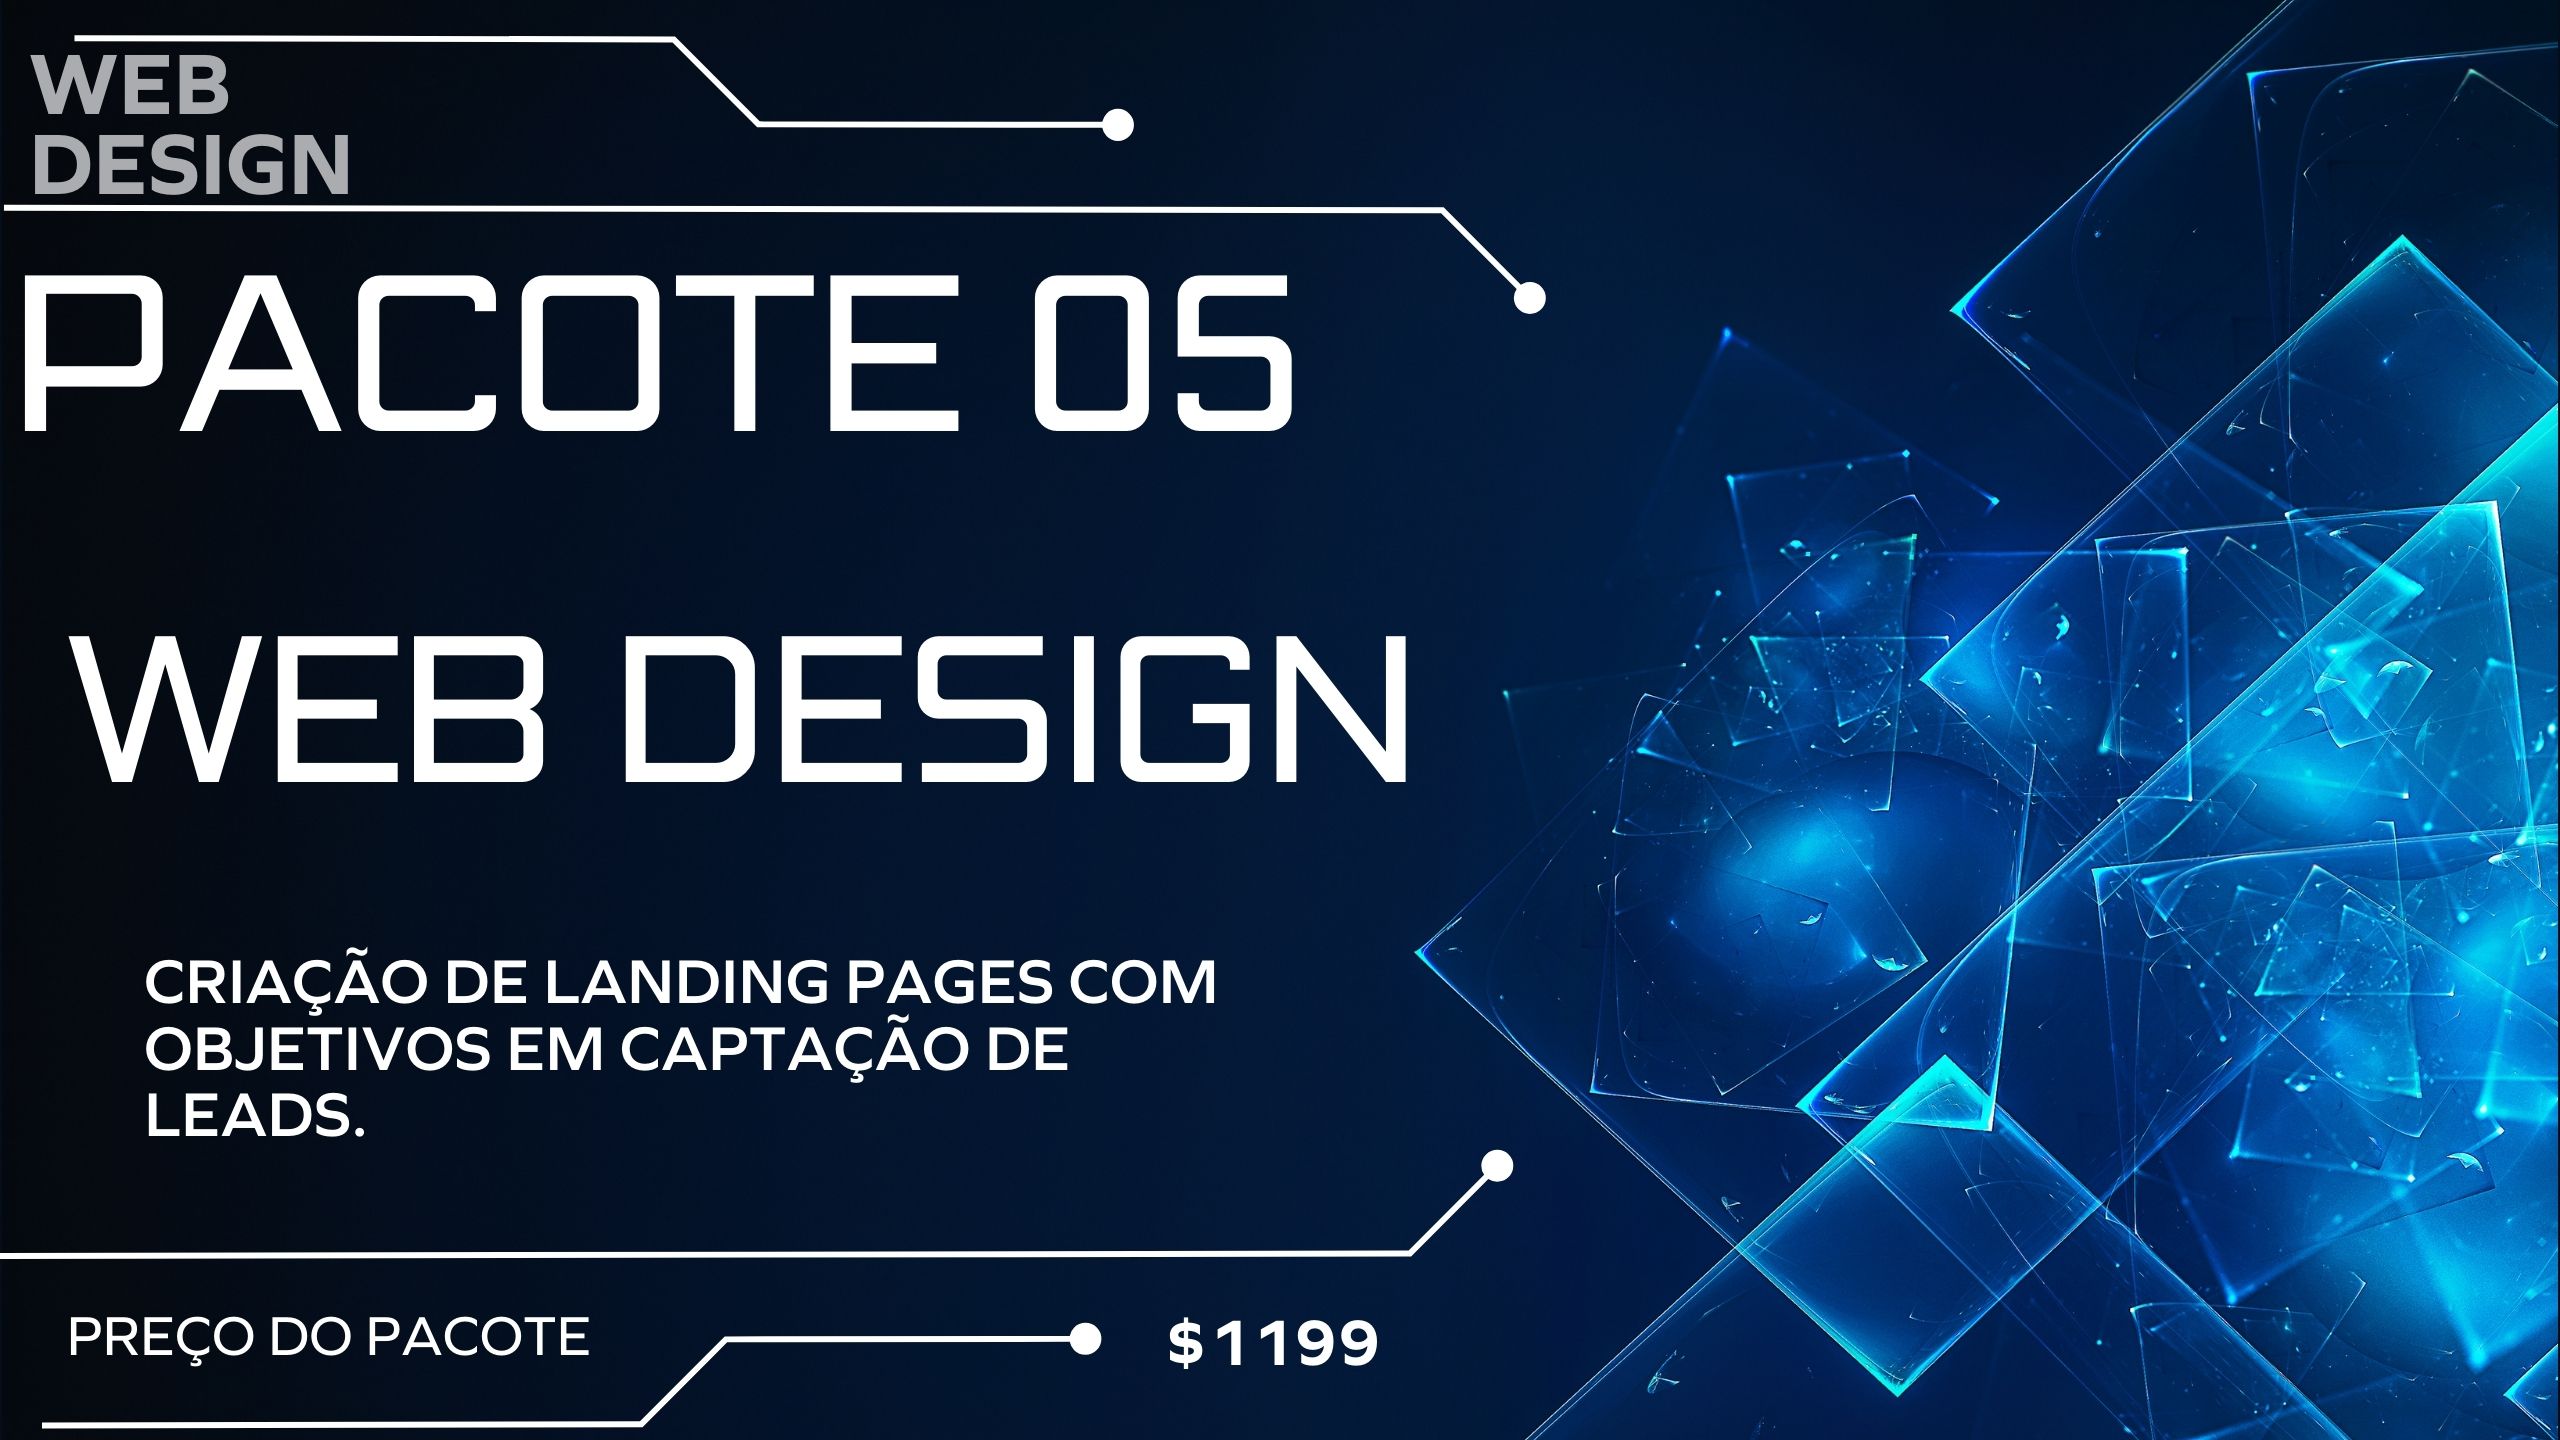 WEB
DESIGN
PACOTE 05
WEB DESIGN
CRIAÇÃO DE LANDING PAGES COM
OBJETIVOS EM CAPTAÇÃO DE
LEADS.
PREÇO DO PACOTE
$1199